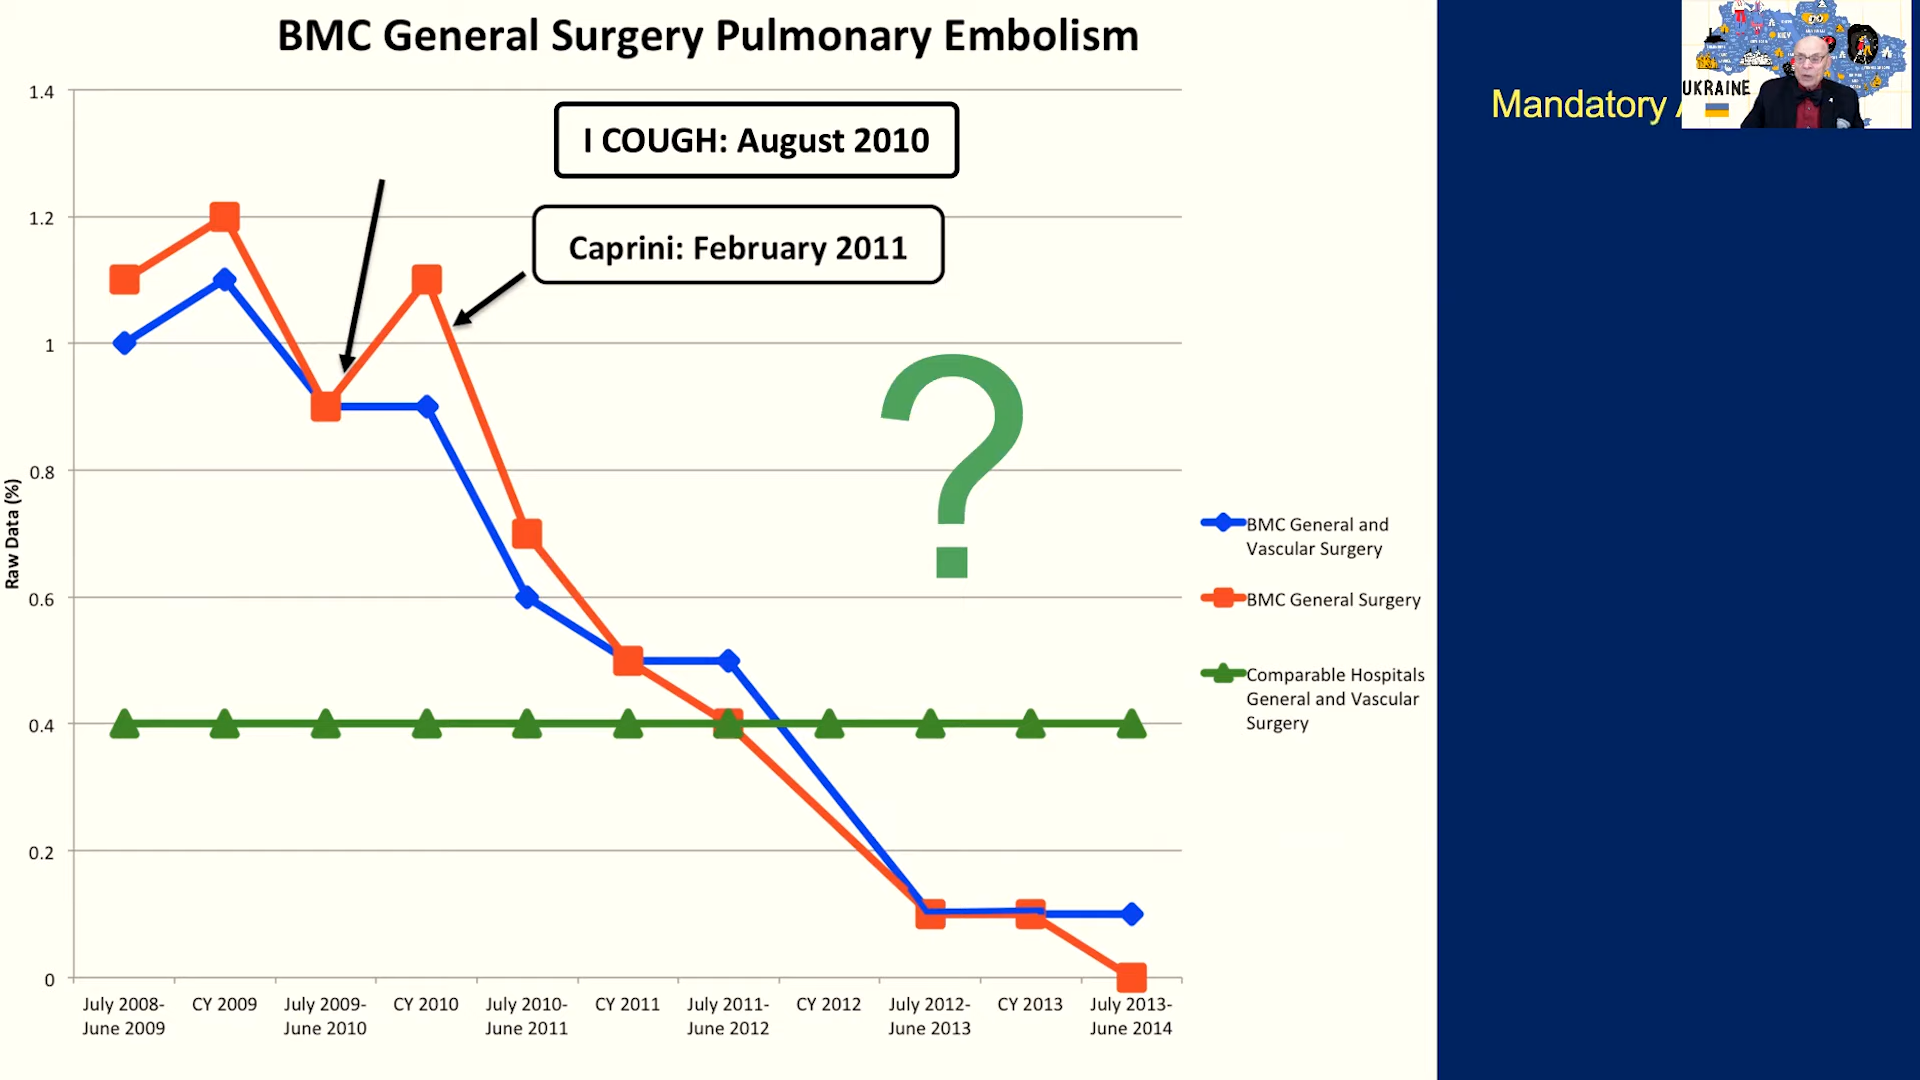 BMC General Surgery Pulmonary Embolism
1.4
1.2
1
0.8
0.6
0.4
0.2
0
Raw Data (%)
I COUGH: August 2010
Caprini: February 2011
?
July 2008-
June 2009
CY 2009
July 2009-
June 2010
CY 2010
July 2010-
June 2011
CY 2011
July 2011-
June 2012
CY 2012
July 2012-
June 2013
CY 2013
July 2013-
June 2014
BMC General and
Vascular Surgery
BMC General Surgery
Comparable Hospitals
General and Vascular
Surgery
Mandatory
UKRAINE
KIEV